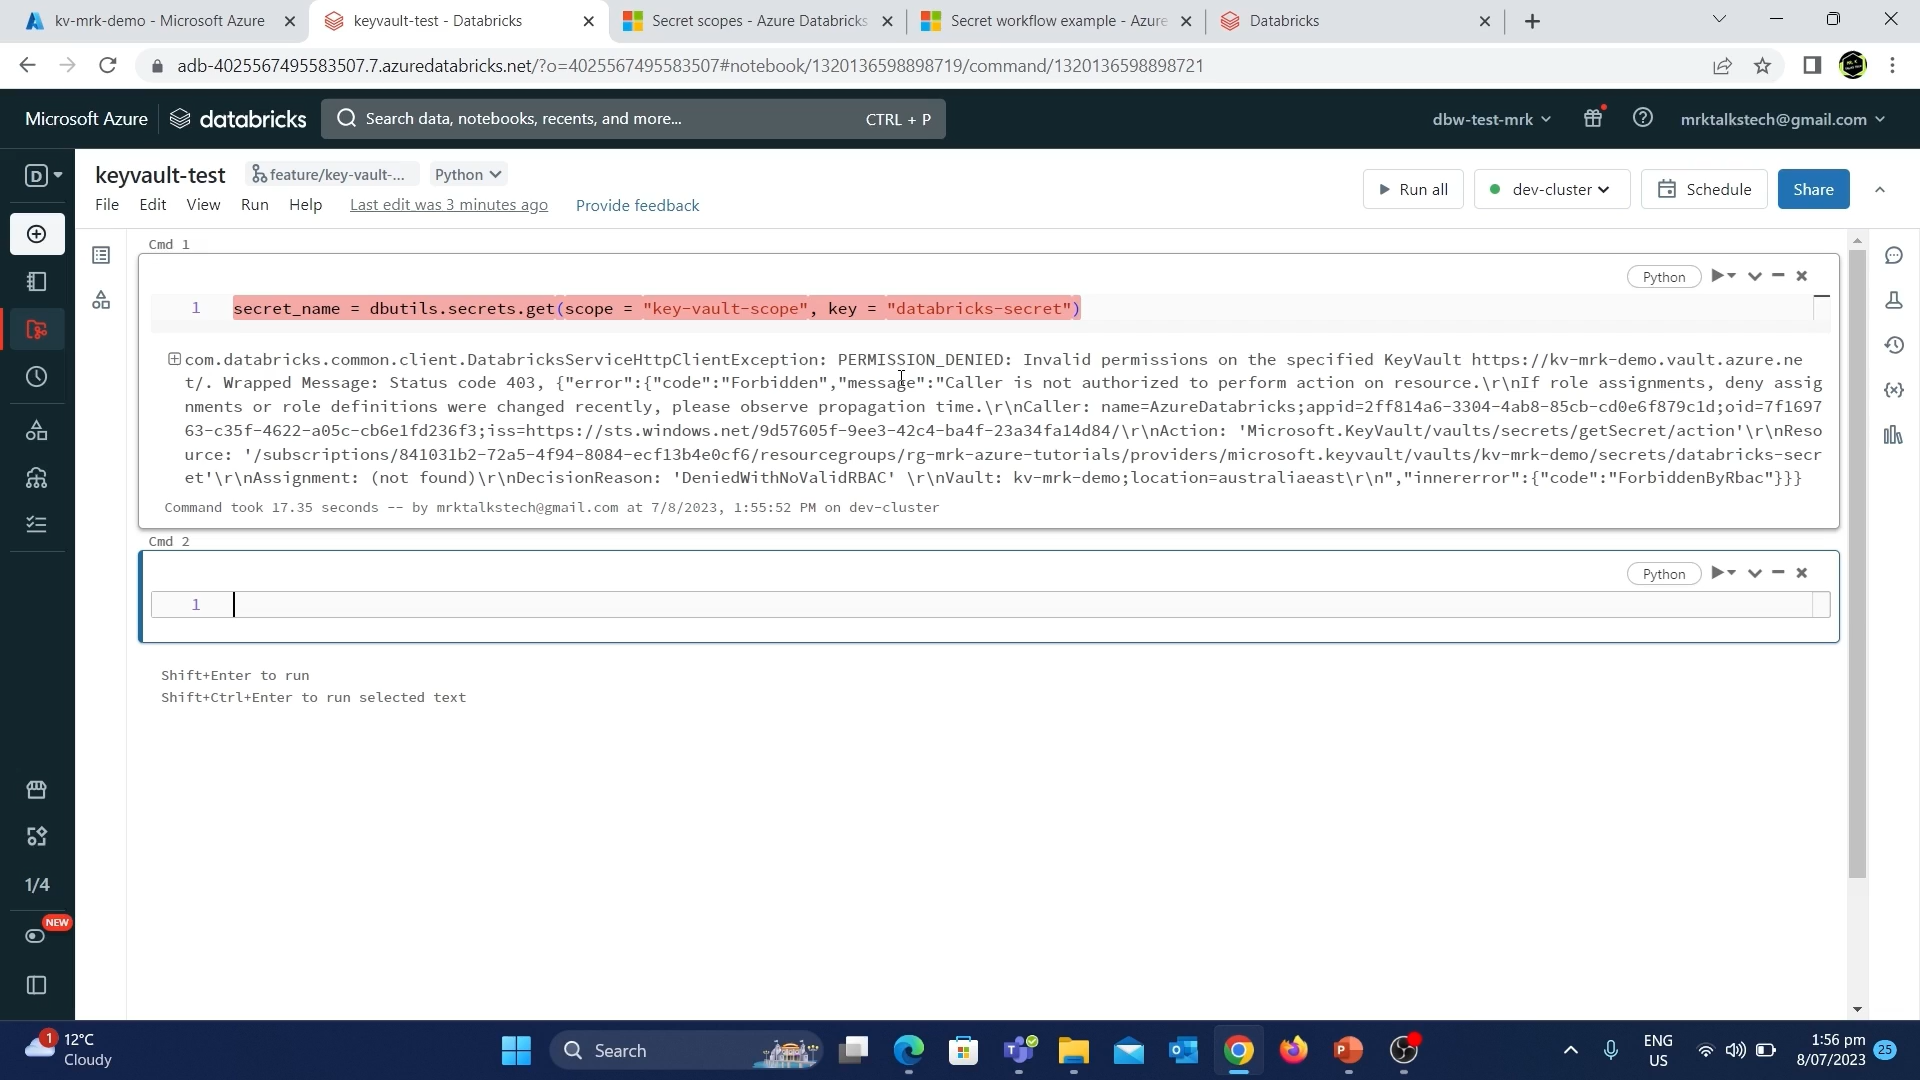 kv-mrk-demo - Microsoft Azure
keyvault-test - Databricks
Secret scopes - Azure Databricks
Secret workflow example - Azure
Databricks
adb-4025567495583507.7.azuredatabricks.net/?o=4025567495583507#notebook/1320136598898719/command/1320136598898721
Microsoft Azure
databricks
Search data, notebooks, recents, and more...
CTRL + P
dbw-test-mrk
mrktalkstech@gmail.com
D
keyvault-test
feature/key-vault-...
Python
File Edit View Run Help Last edit was 3 minutes ago Provide feedback
Run all
dev-cluster
Schedule
Share
Cmd 1
Python
1 secret_name = dbutils.secrets.get(scope = "key-vault-scope", key = "databricks-secret")
com.databricks.common.client.DatabricksServiceHttpClientException: PERMISSION_DENIED: Invalid permissions on the specified KeyVault https://kv-mrk-demo.vault.azure.ne
t/. Wrapped Message: Status code 403, {"error":{"code":"Forbidden","message":"Caller is not authorized to perform action on resource.\r\nIf role assignments, deny assig
nments or role definitions were changed recently, please observe propagation time.\r\nCaller: name=AzureDatabricks;appid=2ff814a6-3304-4ab8-85cb-cd0e6f879c1d;oid=7f1697
63-c35f-4622-a05c-cb6e1fd236f3;iss=https://sts.windows.net/9d57605f-9ee3-42c4-ba4f-23a34fa14d84/\r\nAction: 'Microsoft.KeyVault/vaults/secrets/getSecret/action'\r\nReso
urce: '/subscriptions/841031b2-72a5-4f94-8084-ecf13b4e0cf6/resourcegroups/rg-mrk-azure-tutorials/providers/microsoft.keyvault/vaults/kv-mrk-demo/secrets/databricks-secr
et'\r\nAssignment: (not found)\r\nDecisionReason: 'DeniedWithNoValidRBAC' \r\nVault: kv-mrk-demo;location=australiaeast\r\n","innererror":{"code":"ForbiddenByRbac"}}}
Command took 17.35 seconds -- by mrktalkstech@gmail.com at 7/8/2023, 1:55:52 PM on dev-cluster
Cmd 2
Python
1
Shift+Enter to run
Shift+Ctrl+Enter to run selected text
1/4
NEW
1
12°C
Cloudy
Search
ENG
US
1:56 pm
8/07/2023
25